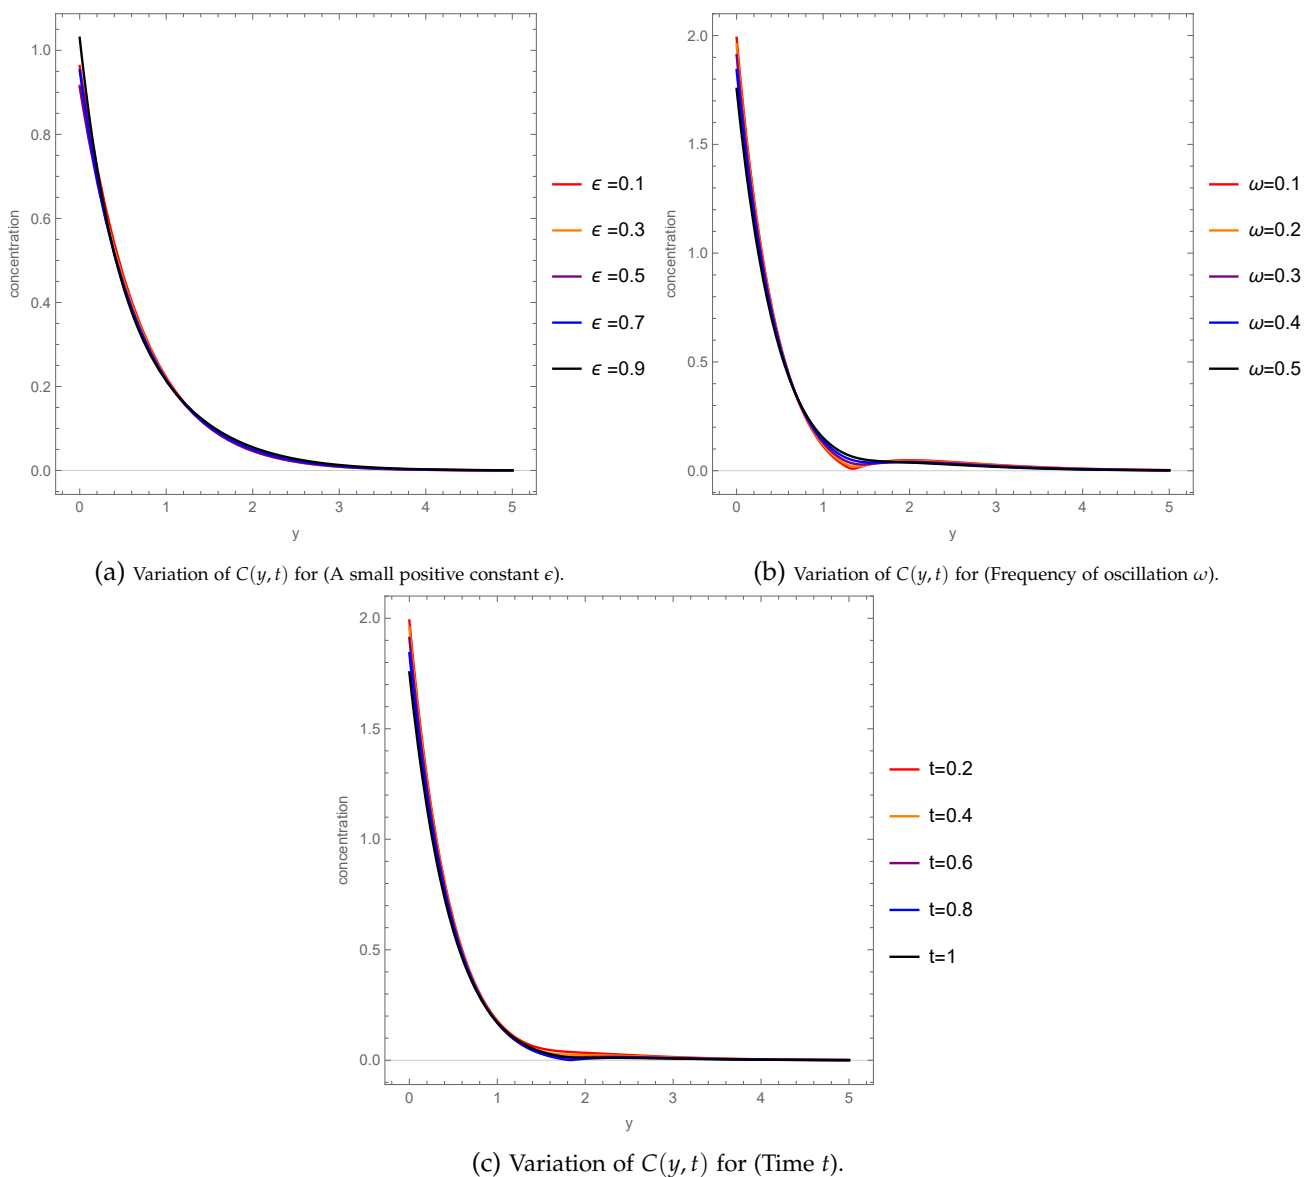 1.0
0.8
0.6
0.4
0.2
0.0
concentration
0 1 2 3 4 5
y
ϵ =0.1
ϵ =0.3
ϵ =0.5
ϵ =0.7
ϵ =0.9
(a) Variation of C(y, t) for (A small positive constant ϵ).
2.0
1.5
1.0
0.5
0.0
concentration
0 1 2 3 4 5
y
ω=0.1
ω=0.2
ω=0.3
ω=0.4
ω=0.5
(b) Variation of C(y, t) for (Frequency of oscillation ω).
2.0
1.5
1.0
0.5
0.0
concentration
0 1 2 3 4 5
y
t=0.2
t=0.4
t=0.6
t=0.8
t=1
(c) Variation of C(y, t) for (Time t).